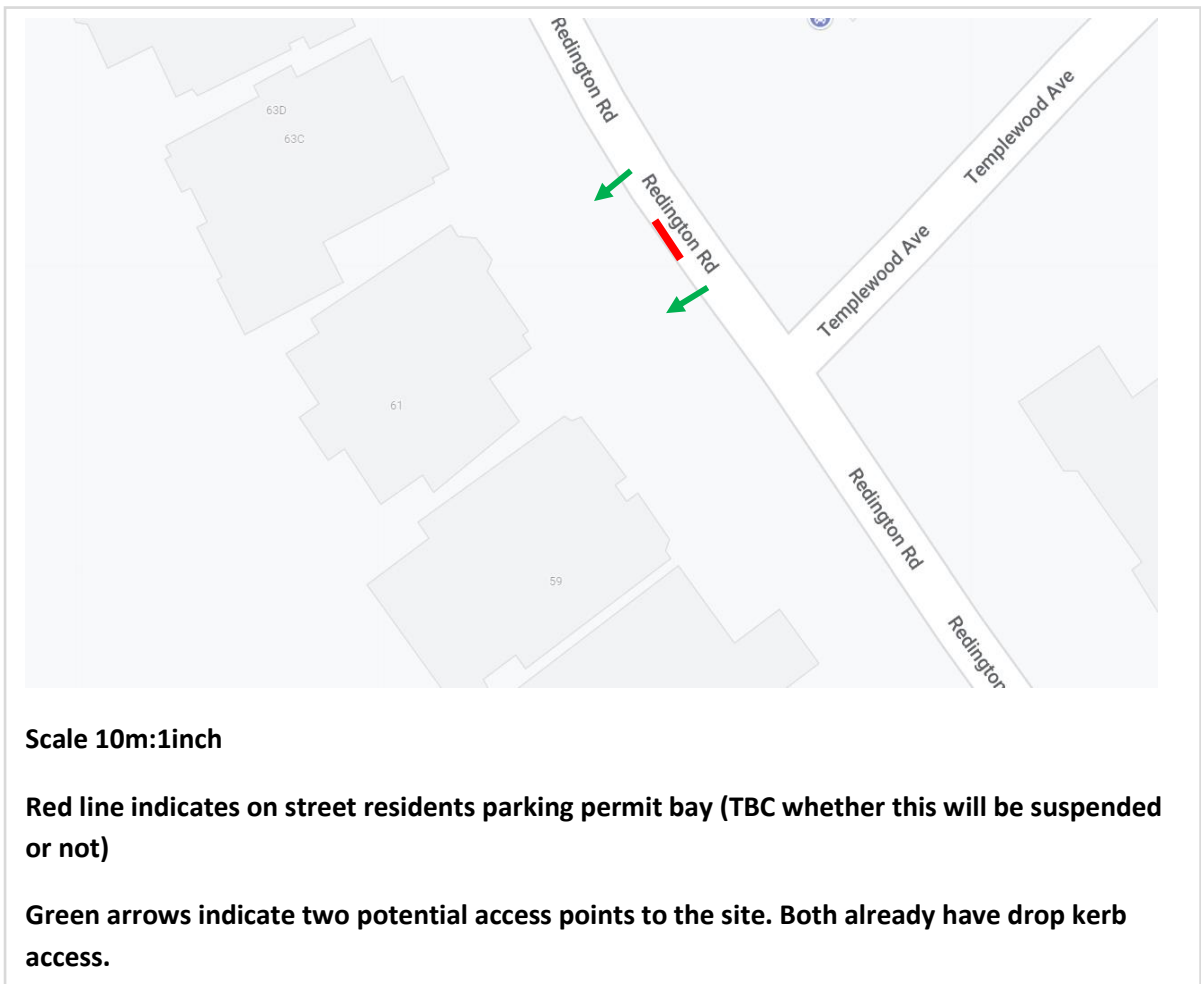 Redington Rd
Templewood Ave
63D
63C
Redington Rd
Templewood Ave
61
Redington Rd
59
Redington
Scale 10m:1inch
Red line indicates on street residents parking permit bay (TBC whether this will be suspended
or not)
Green arrows indicate two potential access points to the site. Both already have drop kerb
access.